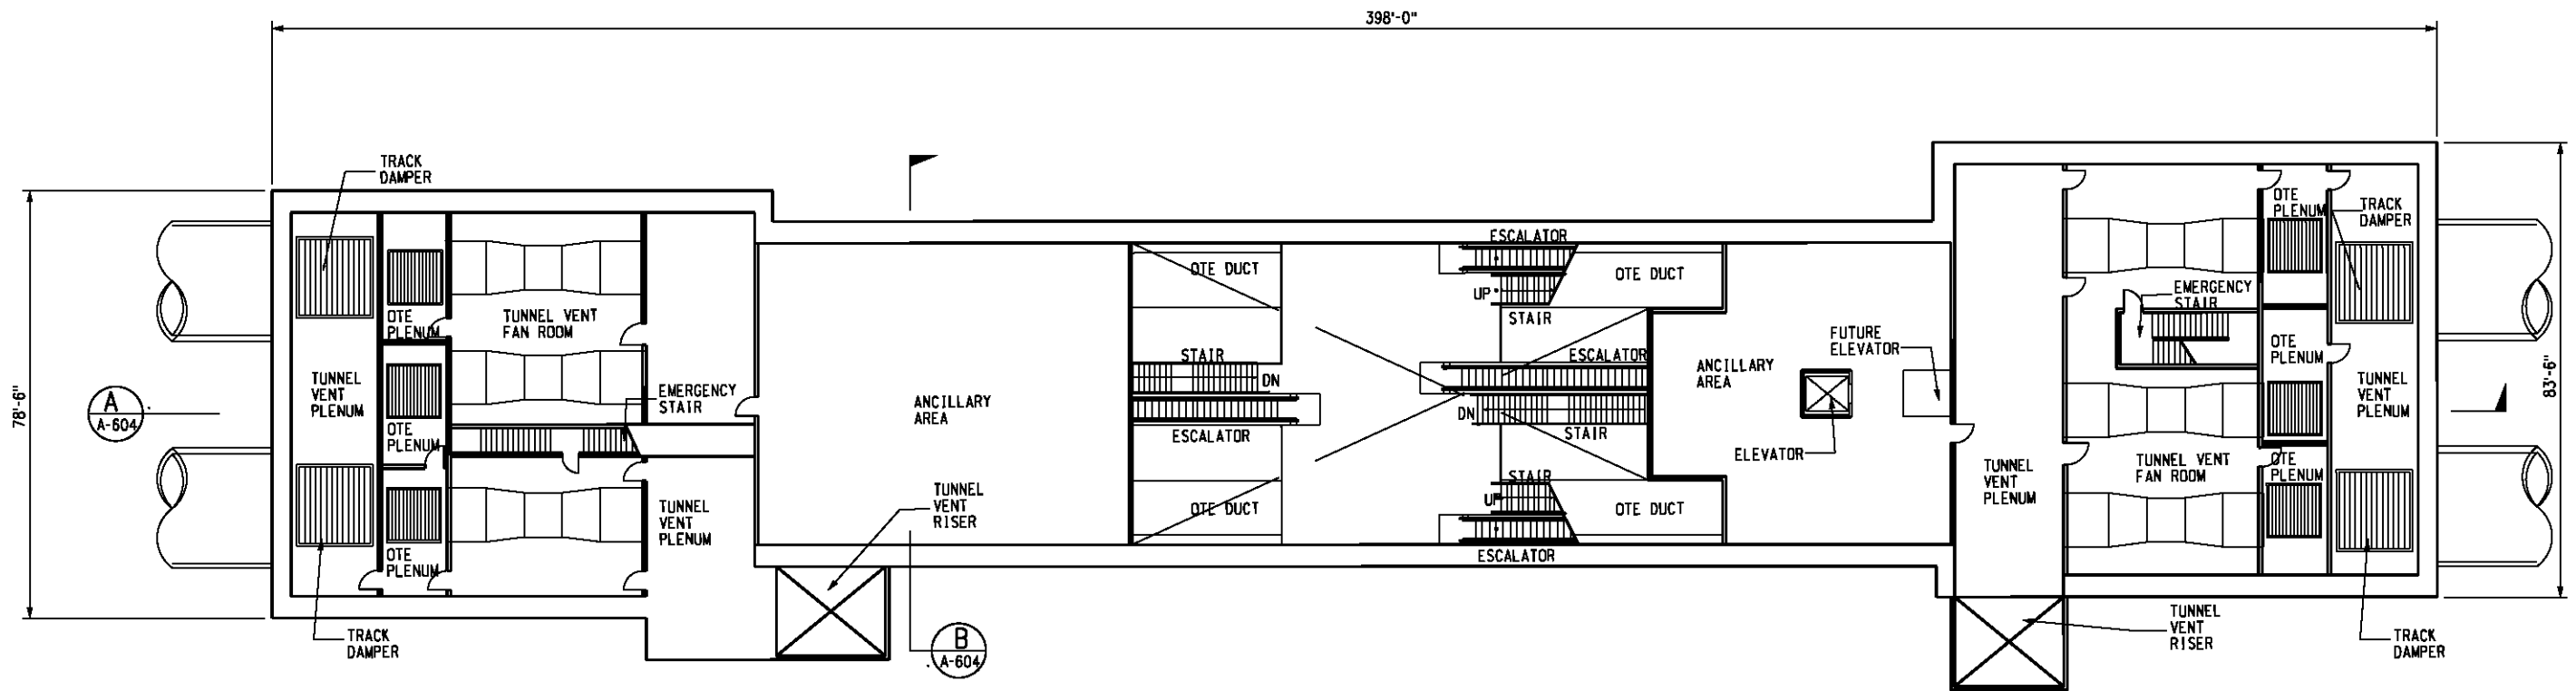 398'-0"
TRACK
DAMPER
OTE
PLENUM
TRACK
DAMPER
ESCALATOR
OTE DUCT
OTE DUCT
UP
STAIR
EMERGENCY
STAIR
OTE
PLENUM
TUNNEL VENT
FAN ROOM
FUTURE
ELEVATOR
OTE
PLENUM
STAIR
DN
ESCALATOR
ANCILLARY
AREA
TUNNEL
VENT
PLENUM
EMERGENCY
STAIR
TUNNEL
VENT
PLENUM
78'-6"
83'-6"
A
A-604
ANCILLARY
AREA
DN
OTE
PLENUM
ESCALATOR
STAIR
ELEVATOR
TUNNEL
VENT
PLENUM
TUNNEL VENT
FAN ROOM
OTE
PLENUM
STAIR
UP
TUNNEL
VENT
RISER
TUNNEL
VENT
PLENUM
OTE DUCT
OTE DUCT
OTE
PLENUM
ESCALATOR
TRACK
DAMPER
B
A-604
TUNNEL
VENT
RISER
TRACK
DAMPER